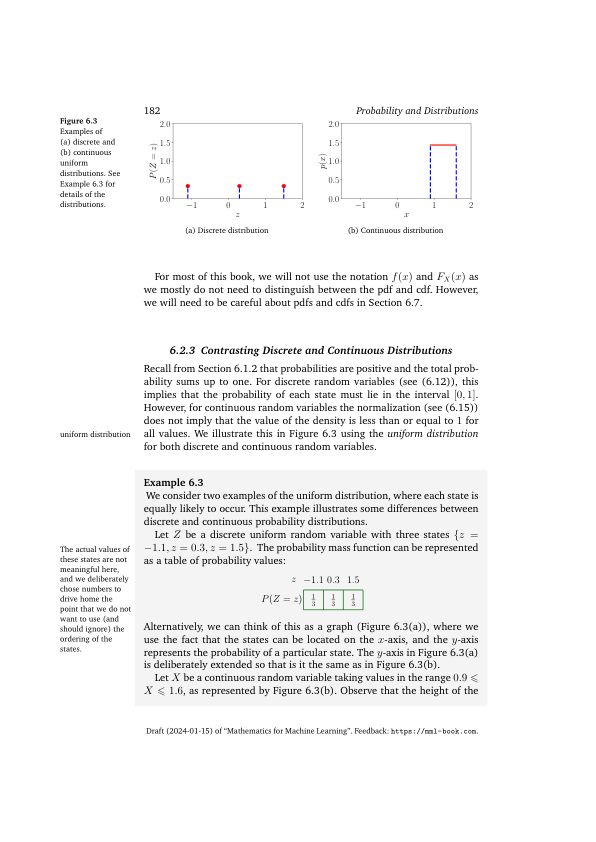 182
Probability and Distributions
Figure 6.3
Examples of
(a) discrete and
(b) continuous
uniform
distributions. See
Example 6.3 for
details of the
distributions.
2.0
1.5
1.0
0.5
0.0
P(Z = z)
−1 0 1 2
z
(a) Discrete distribution
2.0
1.5
1.0
0.5
0.0
p(x)
−1 0 1 2
x
(b) Continuous distribution
For most of this book, we will not use the notation f(x) and F_X(x) as
we mostly do not need to distinguish between the pdf and cdf. However,
we will need to be careful about pdfs and cdfs in Section 6.7.
6.2.3 Contrasting Discrete and Continuous Distributions
Recall from Section 6.1.2 that probabilities are positive and the total prob-
ability sums up to one. For discrete random variables (see (6.12)), this
implies that the probability of each state must lie in the interval [0, 1].
However, for continuous random variables the normalization (see (6.15))
does not imply that the value of the density is less than or equal to 1 for
uniform distribution
all values. We illustrate this in Figure 6.3 using the uniform distribution
for both discrete and continuous random variables.
Example 6.3
We consider two examples of the uniform distribution, where each state is
equally likely to occur. This example illustrates some differences between
discrete and continuous probability distributions.
Let Z be a discrete uniform random variable with three states {z =
−1.1, z = 0.3, z = 1.5}. The probability mass function can be represented
as a table of probability values:
The actual values of
these states are not
meaningful here,
and we deliberately
chose numbers to
drive home the
point that we do not
want to use (and
should ignore) the
ordering of the
states.
z −1.1 0.3 1.5
P(Z = z) 1/3 1/3 1/3
Alternatively, we can think of this as a graph (Figure 6.3(a)), where we
use the fact that the states can be located on the x-axis, and the y-axis
represents the probability of a particular state. The y-axis in Figure 6.3(a)
is deliberately extended so that is it the same as in Figure 6.3(b).
Let X be a continuous random variable taking values in the range 0.9 ⩽
X ⩽ 1.6, as represented by Figure 6.3(b). Observe that the height of the
Draft (2024-01-15) of “Mathematics for Machine Learning”. Feedback: https://mml-book.com.